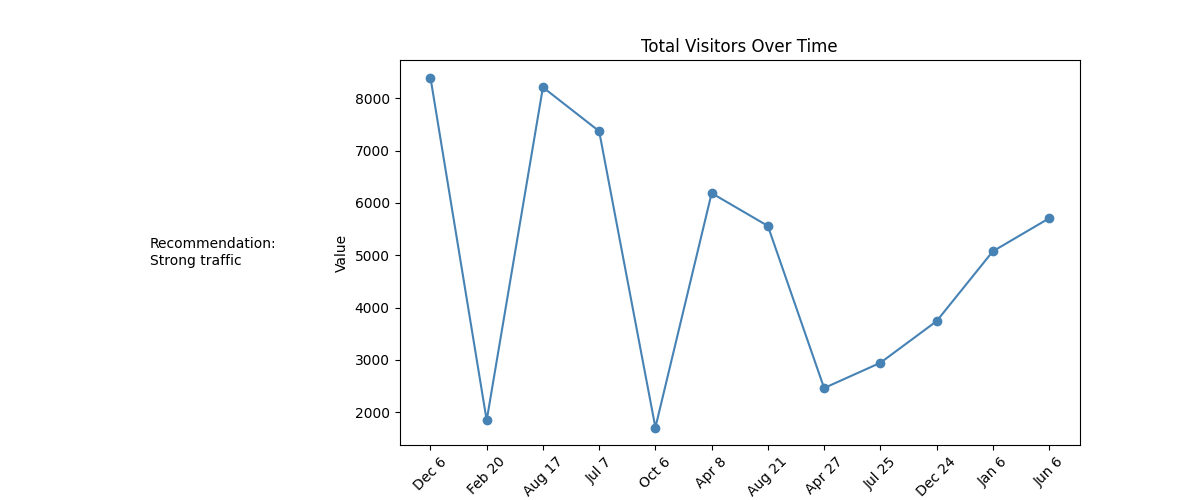 Total Visitors Over Time
Recommendation:
Strong traffic
Value
8000
7000
6000
5000
4000
3000
2000
Dec 6
Feb 20
Aug 17
Jul 7
Oct 6
Apr 8
Aug 21
Apr 27
Jul 25
Dec 24
Jan 6
Jun 6